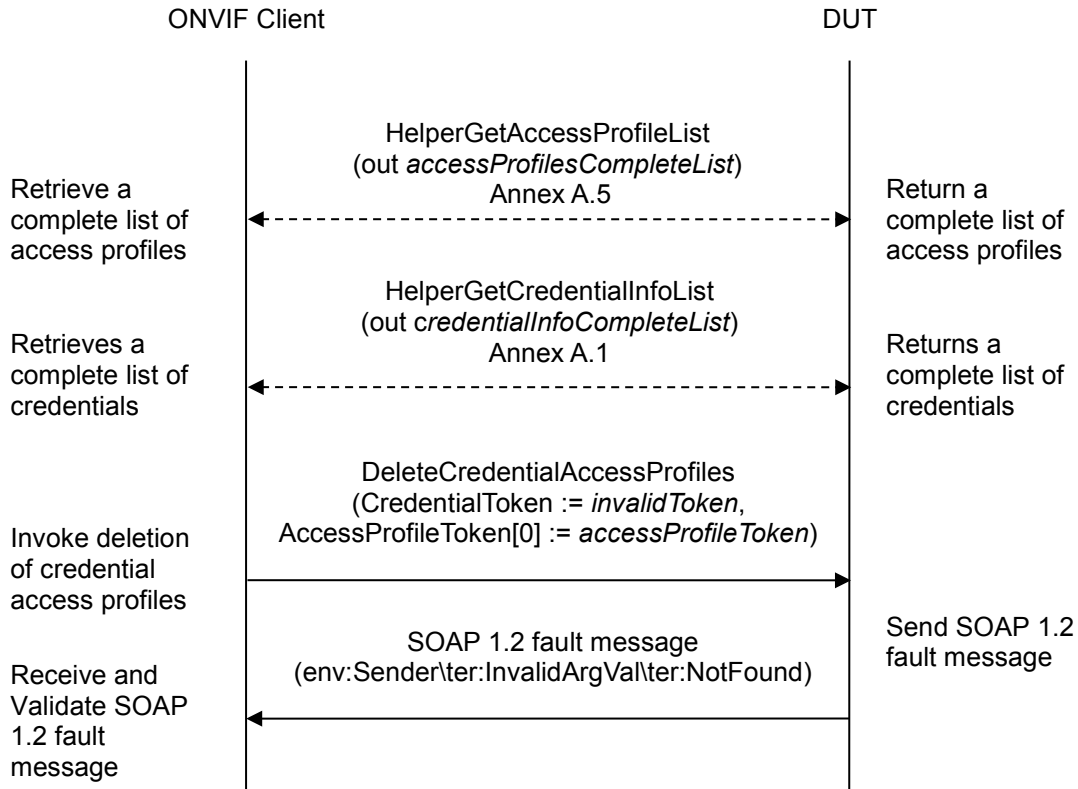 ONVIF Client
DUT
HelperGetAccessProfileList
(out accessProfilesCompleteList)
Annex A.5
Retrieve a
complete list of
access profiles
Return a
complete list of
access profiles
HelperGetCredentialInfoList
(out credentialInfoCompleteList)
Annex A.1
Retrieves a
complete list of
credentials
Returns a
complete list of
credentials
DeleteCredentialAccessProfiles
(CredentialToken := invalidToken,
AccessProfileToken[0] := accessProfileToken)
Invoke deletion
of credential
access profiles
SOAP 1.2 fault message
(env:Sender\ter:InvalidArgVal\ter:NotFound)
Send SOAP 1.2
fault message
Receive and
Validate SOAP
1.2 fault
message